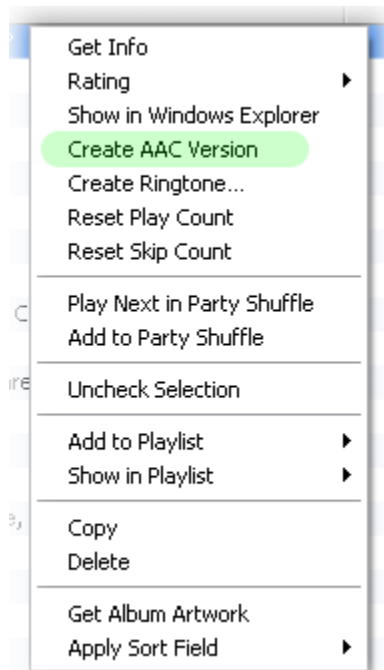 Get Info
Rating
Show in Windows Explorer
Create AAC Version
Create Ringtone...
Reset Play Count
Reset Skip Count
Play Next in Party Shuffle
Add to Party Shuffle
Uncheck Selection
Add to Playlist
Show in Playlist
Copy
Delete
Get Album Artwork
Apply Sort Field